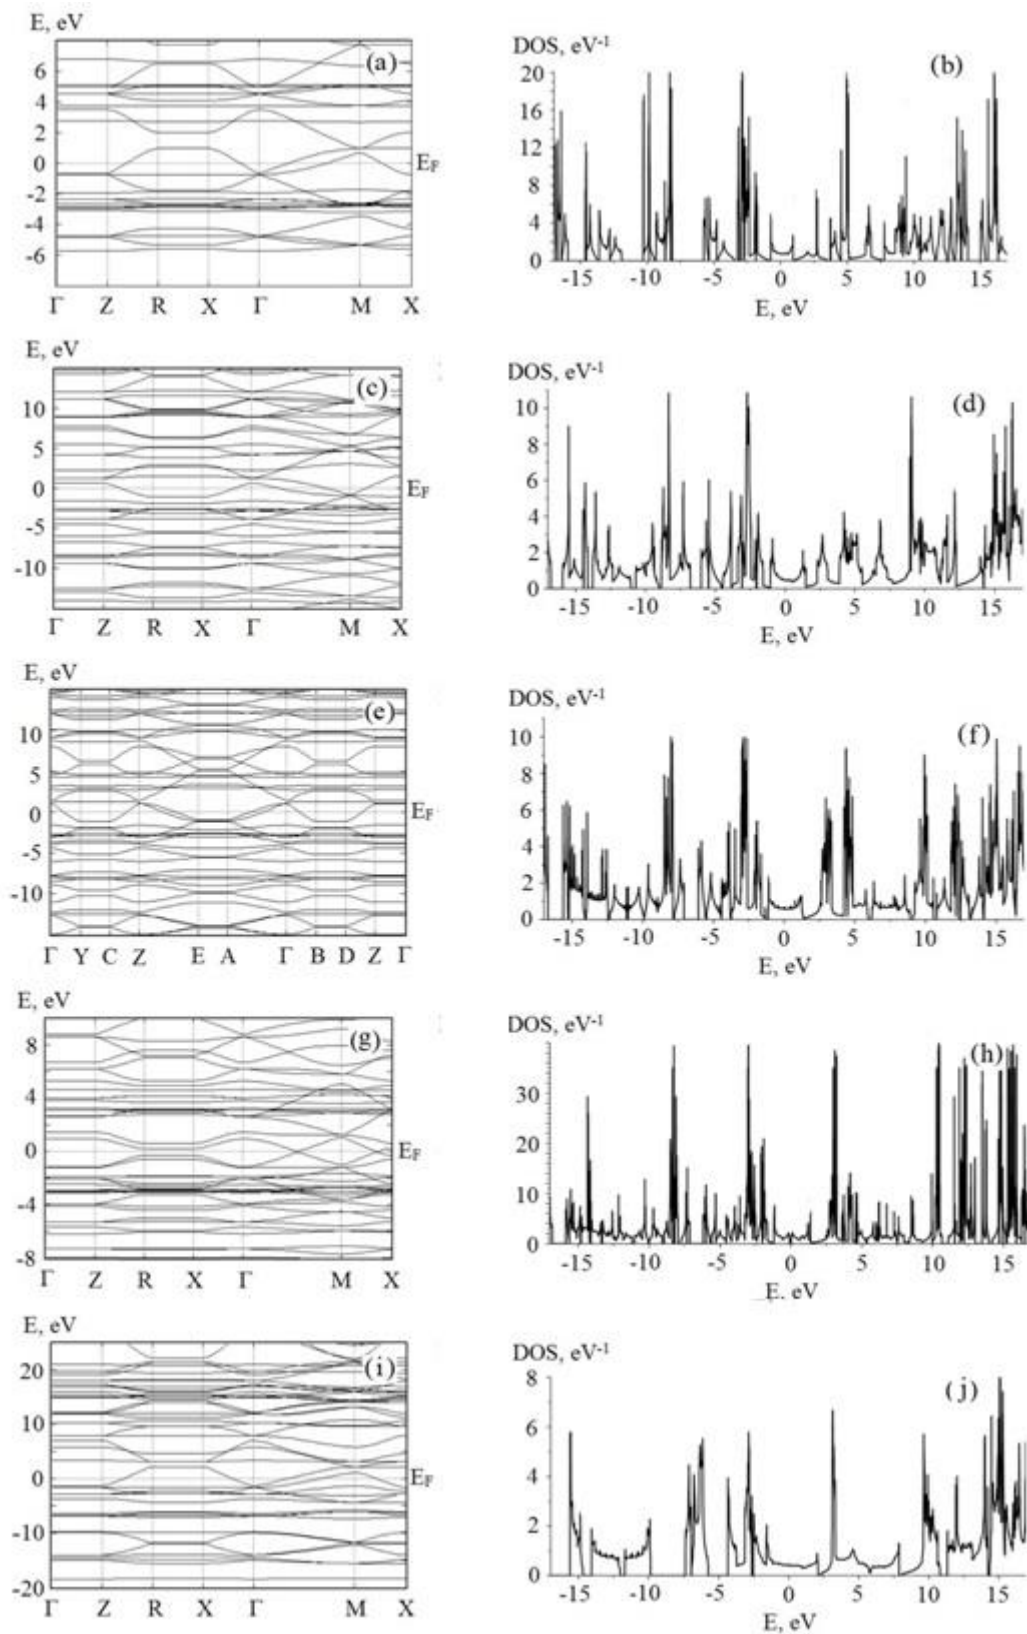 E, eV
(a)
6
4
2
0
-2
-4
-6
E_F
Γ Z R X Γ M X
DOS, eV⁻¹
(b)
20
16
12
8
4
0
-15 -10 -5 0 5 10 15
E, eV
E, eV
(c)
10
5
0
-5
-10
E_F
Γ Z R X Γ M X
DOS, eV⁻¹
(d)
10
8
6
4
2
0
-15 -10 -5 0 5 10 15
E, eV
E, eV
(e)
10
5
0
-5
-10
E_F
Γ Y C Z E A Γ B D Z Γ
DOS, eV⁻¹
(f)
10
8
6
4
2
0
-15 -10 -5 0 5 10 15
E, eV
E, eV
(g)
8
4
0
-4
-8
E_F
Γ Z R X Γ M X
DOS, eV⁻¹
(h)
30
20
10
0
-15 -10 -5 0 5 10 15
E. eV
E, eV
(i)
20
10
0
-10
-20
E_F
Γ Z R X Γ M X
DOS, eV⁻¹
(j)
8
6
4
2
0
-15 -10 -5 0 5 10 15
E, eV